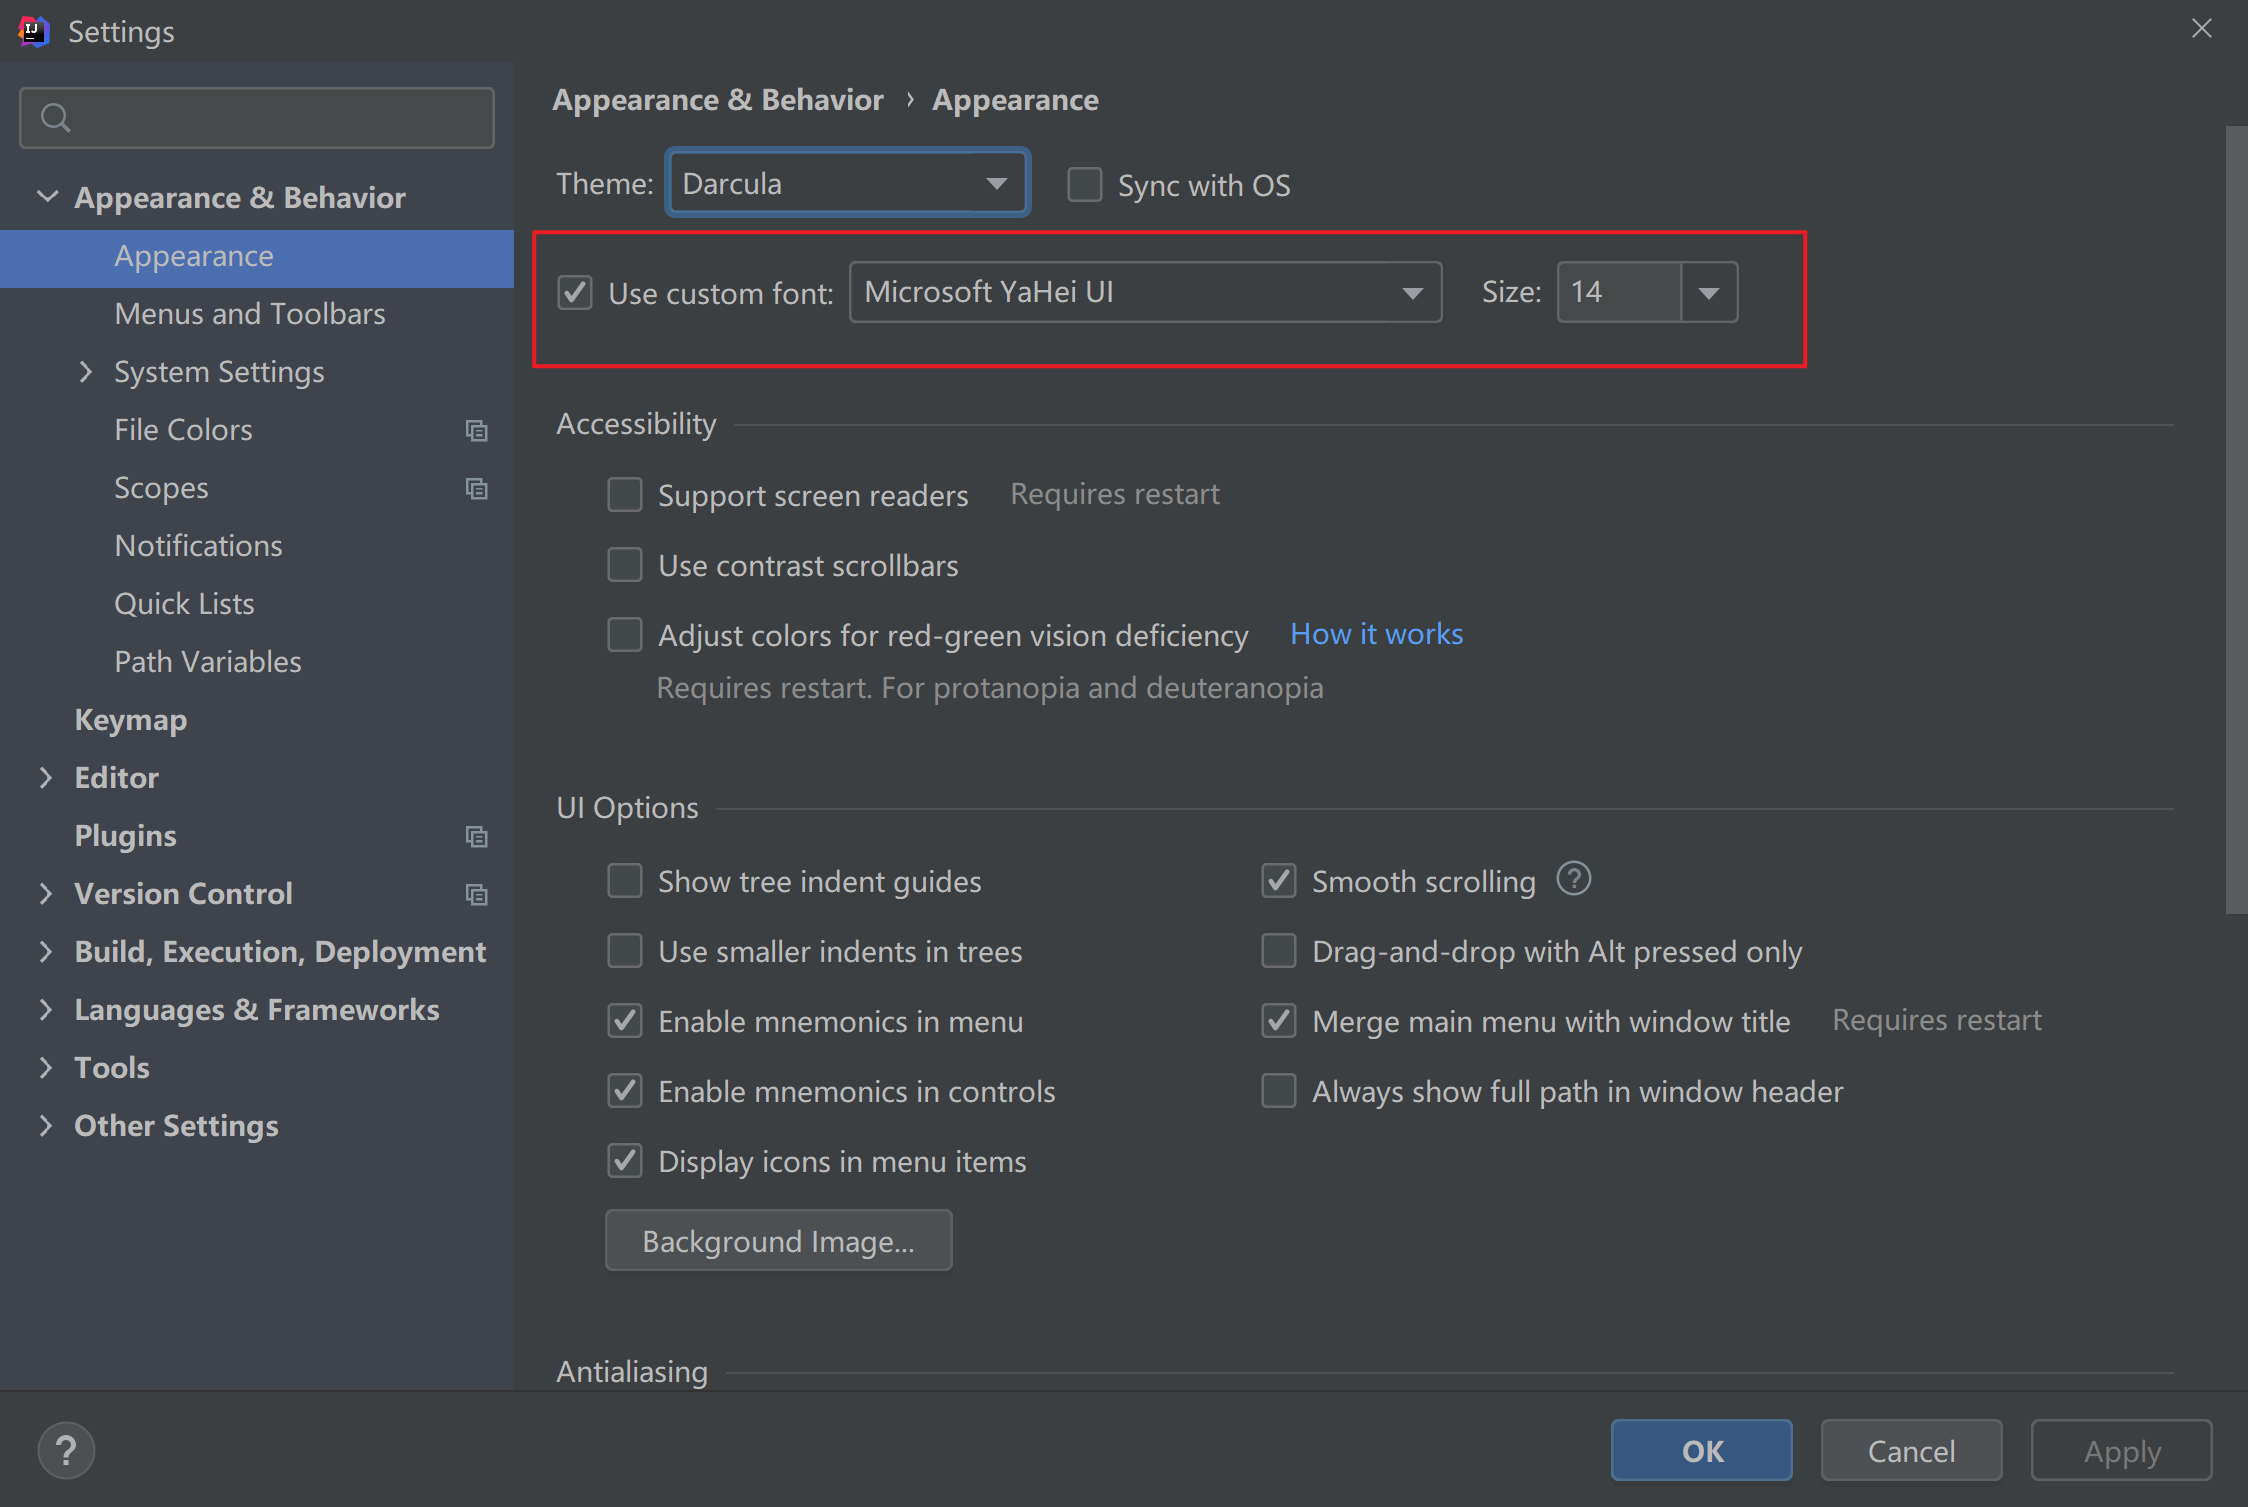 IJ
Settings
Appearance & Behavior
Appearance
Menus and Toolbars
System Settings
File Colors
Scopes
Notifications
Quick Lists
Path Variables
Keymap
Editor
Plugins
Version Control
Build, Execution, Deployment
Languages & Frameworks
Tools
Other Settings
Appearance & Behavior › Appearance
Theme: Darcula Sync with OS
Use custom font: Microsoft YaHei UI Size: 14
Accessibility
Support screen readers Requires restart
Use contrast scrollbars
Adjust colors for red-green vision deficiency How it works
Requires restart. For protanopia and deuteranopia
UI Options
Show tree indent guides Smooth scrolling ?
Use smaller indents in trees Drag-and-drop with Alt pressed only
Enable mnemonics in menu Merge main menu with window title Requires restart
Enable mnemonics in controls Always show full path in window header
Display icons in menu items
Background Image...
Antialiasing
? OK Cancel Apply